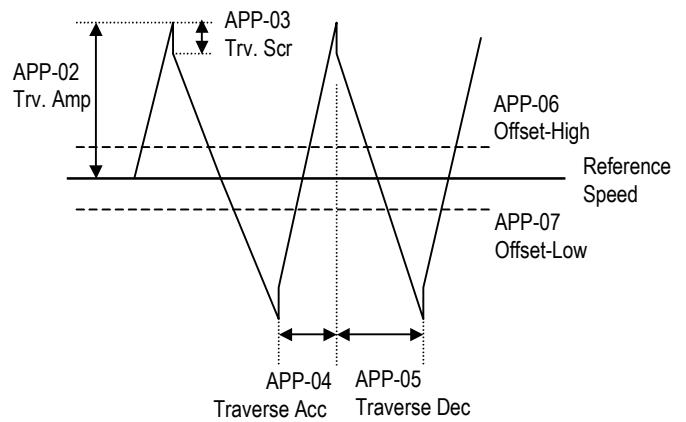 APP-03
Trv. Scr
APP-02
Trv. Amp
APP-06
Offset-High
Reference
Speed
APP-07
Offset-Low
APP-04
Traverse Acc
APP-05
Traverse Dec